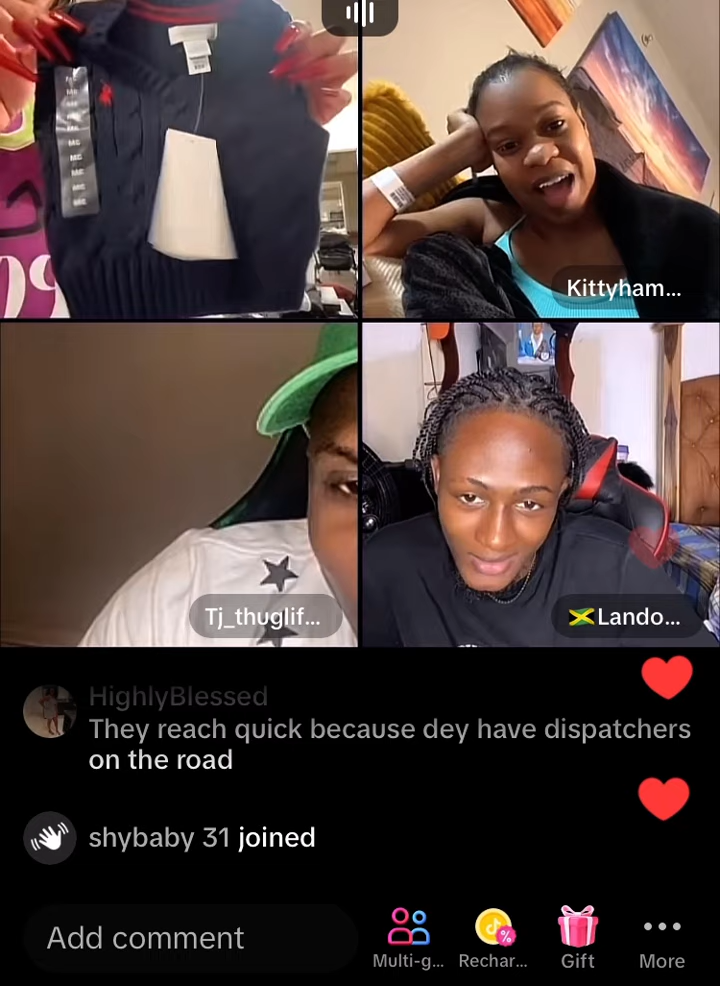 Kittyham...
09
Tj_thuglif...
🇯🇲Lando...
HighlyBlessed
They reach quick because dey have dispatchers
on the road
shybaby 31 joined
Add comment
Multi-g...
Rechar...
Gift
More